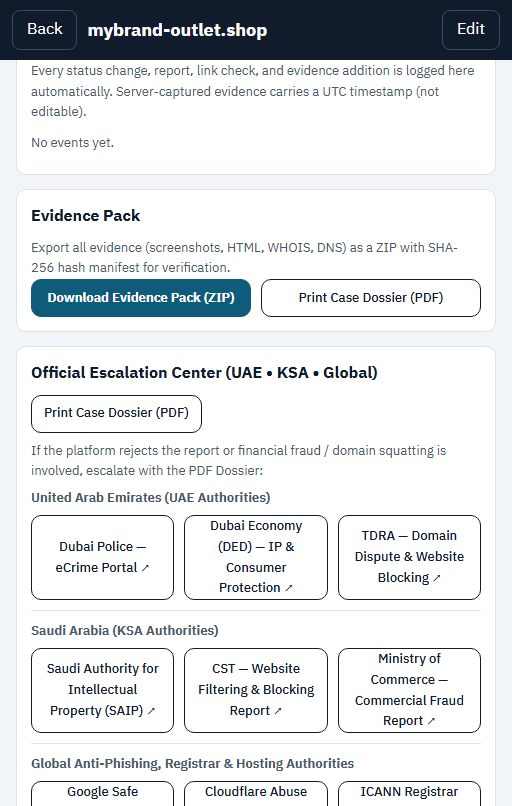 Back
mybrand-outlet.shop
Edit
Every status change, report, link check, and evidence addition is logged here
automatically. Server-captured evidence carries a UTC timestamp (not
editable).
No events yet.
Evidence Pack
Export all evidence (screenshots, HTML, WHOIS, DNS) as a ZIP with SHA-
256 hash manifest for verification.
Download Evidence Pack (ZIP)
Print Case Dossier (PDF)
Official Escalation Center (UAE • KSA • Global)
Print Case Dossier (PDF)
If the platform rejects the report or financial fraud / domain squatting is
involved, escalate with the PDF Dossier:
United Arab Emirates (UAE Authorities)
Dubai Police —
eCrime Portal ↗
Dubai Economy
(DED) — IP &
Consumer
Protection ↗
TDRA — Domain
Dispute & Website
Blocking ↗
Saudi Arabia (KSA Authorities)
Saudi Authority for
Intellectual
Property (SAIP) ↗
CST — Website
Filtering & Blocking
Report ↗
Ministry of
Commerce —
Commercial Fraud
Report ↗
Global Anti-Phishing, Registrar & Hosting Authorities
Google Safe
Cloudflare Abuse
ICANN Registrar